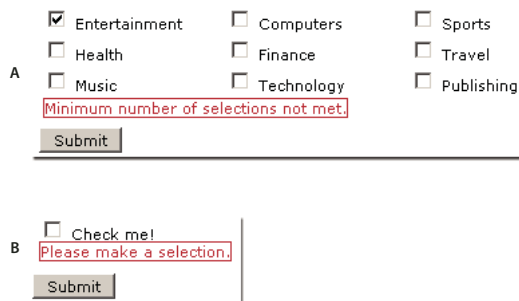 Entertainment Computers Sports
Health Finance Travel
A
Music Technology Publishing
Minimum number of selections not met.
Submit
Check me!
B
Please make a selection.
Submit